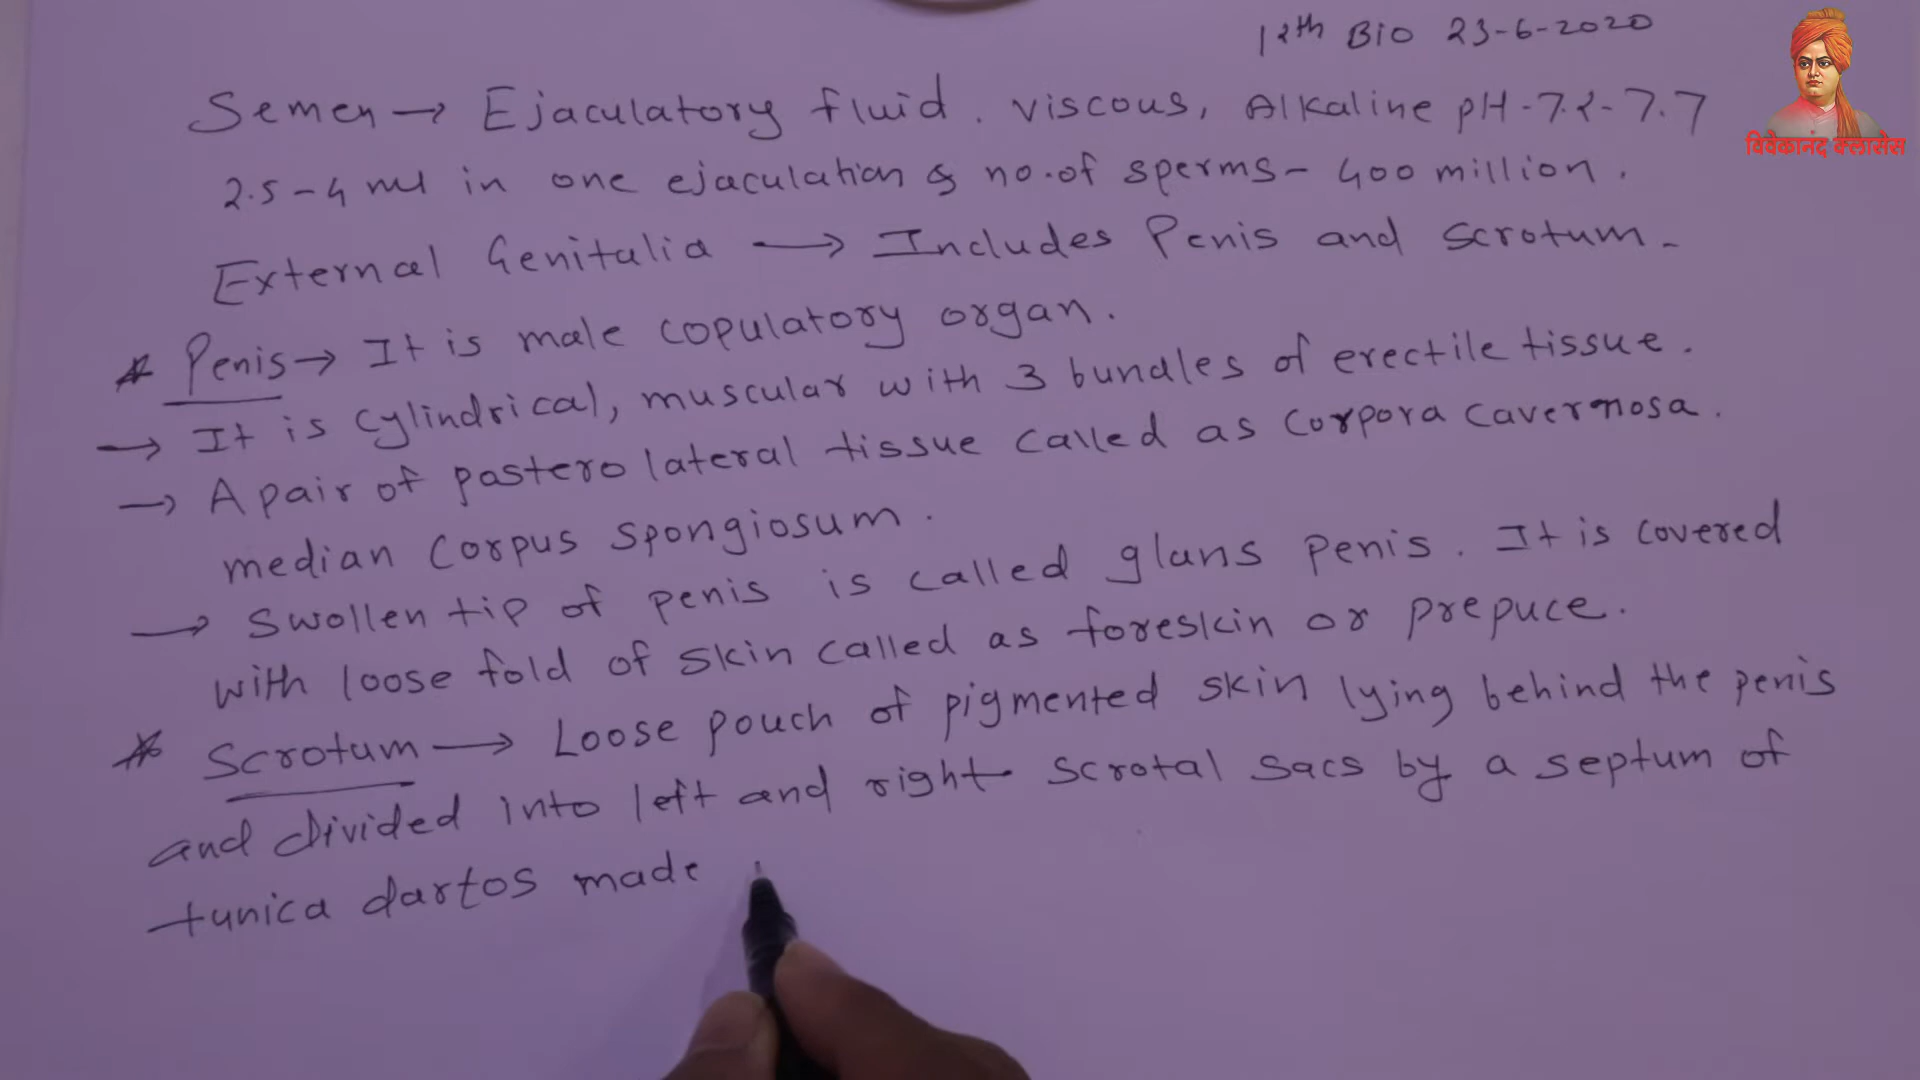 12th Bio 23-6-2020
विवेकानंद क्लासेस
Semen → Ejaculatory fluid. Viscous, Alkaline pH-7.2-7.7
2.5-4 ml in one ejaculation & no.of sperms- 400 million.
External Genitalia → Includes Penis and Scrotum-
* Penis → It is male copulatory organ.
→ It is cylindrical, muscular with 3 bundles of erectile tissue.
→ A pair of postero lateral tissue called as Corpora cavernosa.
median Corpus spongiosum.
→ Swollen tip of penis is called glans penis. It is covered
with loose fold of skin called as foreskin or prepuce.
* Scrotum → Loose pouch of pigmented skin lying behind the penis
and divided into left and right scrotal sacs by a septum of
tunica dartos made